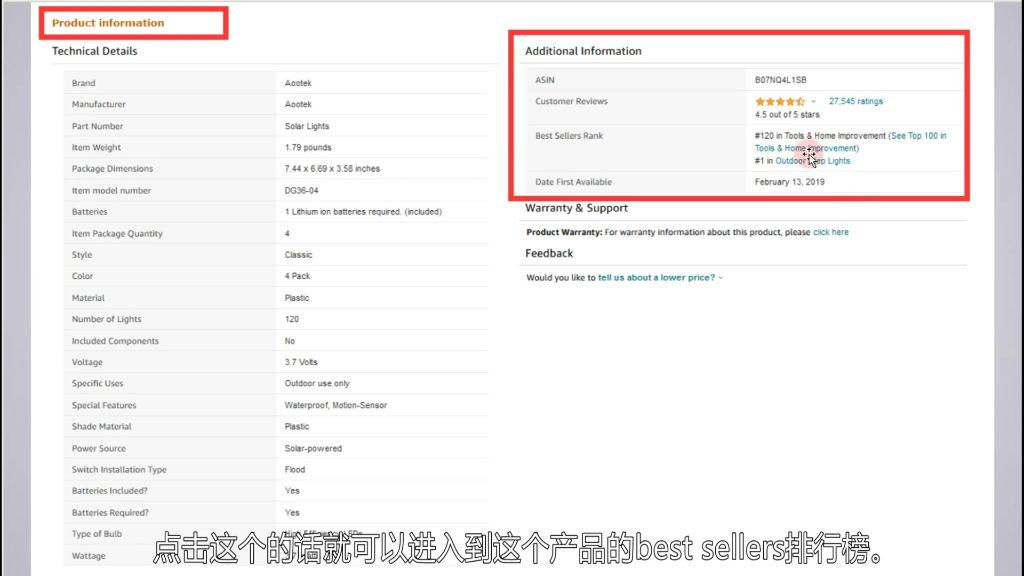 Product information
Technical Details
Brand Aootek
Manufacturer Aootek
Part Number Solar Lights
Item Weight 1.79 pounds
Package Dimensions 7.44 x 6.69 x 3.58 inches
Item model number DG36-04
Batteries 1 Lithium ion batteries required. (included)
Item Package Quantity 4
Style Classic
Color 4 Pack
Material Plastic
Number of Lights 120
Included Components No
Voltage 3.7 Volts
Specific Uses Outdoor use only
Special Features Waterproof, Motion-Sensor
Shade Material Plastic
Power Source Solar-powered
Switch Installation Type Flood
Batteries Included? Yes
Batteries Required? Yes
Type of Bulb
Wattage
Additional Information
ASIN B07NQ4L1SB
Customer Reviews 27,545 ratings
4.5 out of 5 stars
Best Sellers Rank #120 in Tools & Home Improvement (See Top 100 in
Tools & Home Improvement)
#1 in Outdoor Lights
Date First Available February 13, 2019
Warranty & Support
Product Warranty: For warranty information about this product, please click here
Feedback
Would you like to tell us about a lower price?
点击这个的话就可以进入到这个产品的best sellers排行榜。